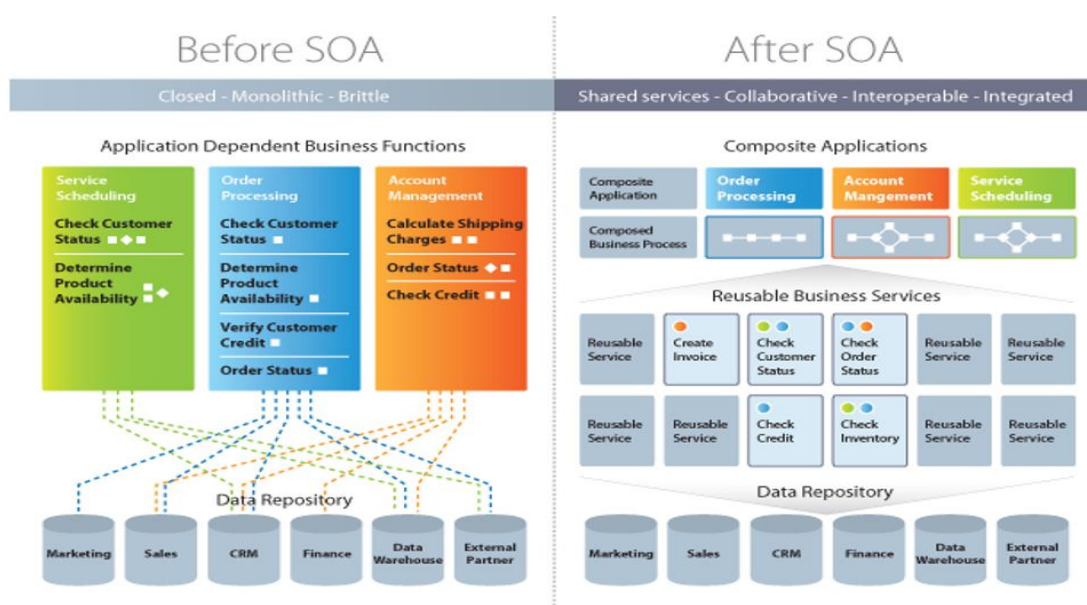 Before SOA
Closed - Monolithic - Brittle
Application Dependent Business Functions
Service
Scheduling
Check Customer
Status
Determine
Product
Availability
Order
Processing
Check Customer
Status
Determine
Product
Availability
Verify Customer
Credit
Order Status
Account
Management
Calculate Shipping
Charges
Order Status
Check Credit
Data Repository
Marketing
Sales
CRM
Finance
Data
Warehouse
External
Partner
After SOA
Shared services - Collaborative - Interoperable - Integrated
Composite Applications
Composite
Application
Order
Processing
Account
Mangement
Service
Scheduling
Composed
Business Process
Reusable Business Services
Reusable
Service
Create
Invoice
Check
Customer
Status
Check
Order
Status
Reusable
Service
Reusable
Service
Reusable
Service
Reusable
Service
Check
Credit
Check
Inventory
Reusable
Service
Reusable
Service
Data Repository
Marketing
Sales
CRM
Finance
Data
Warehouse
External
Partner